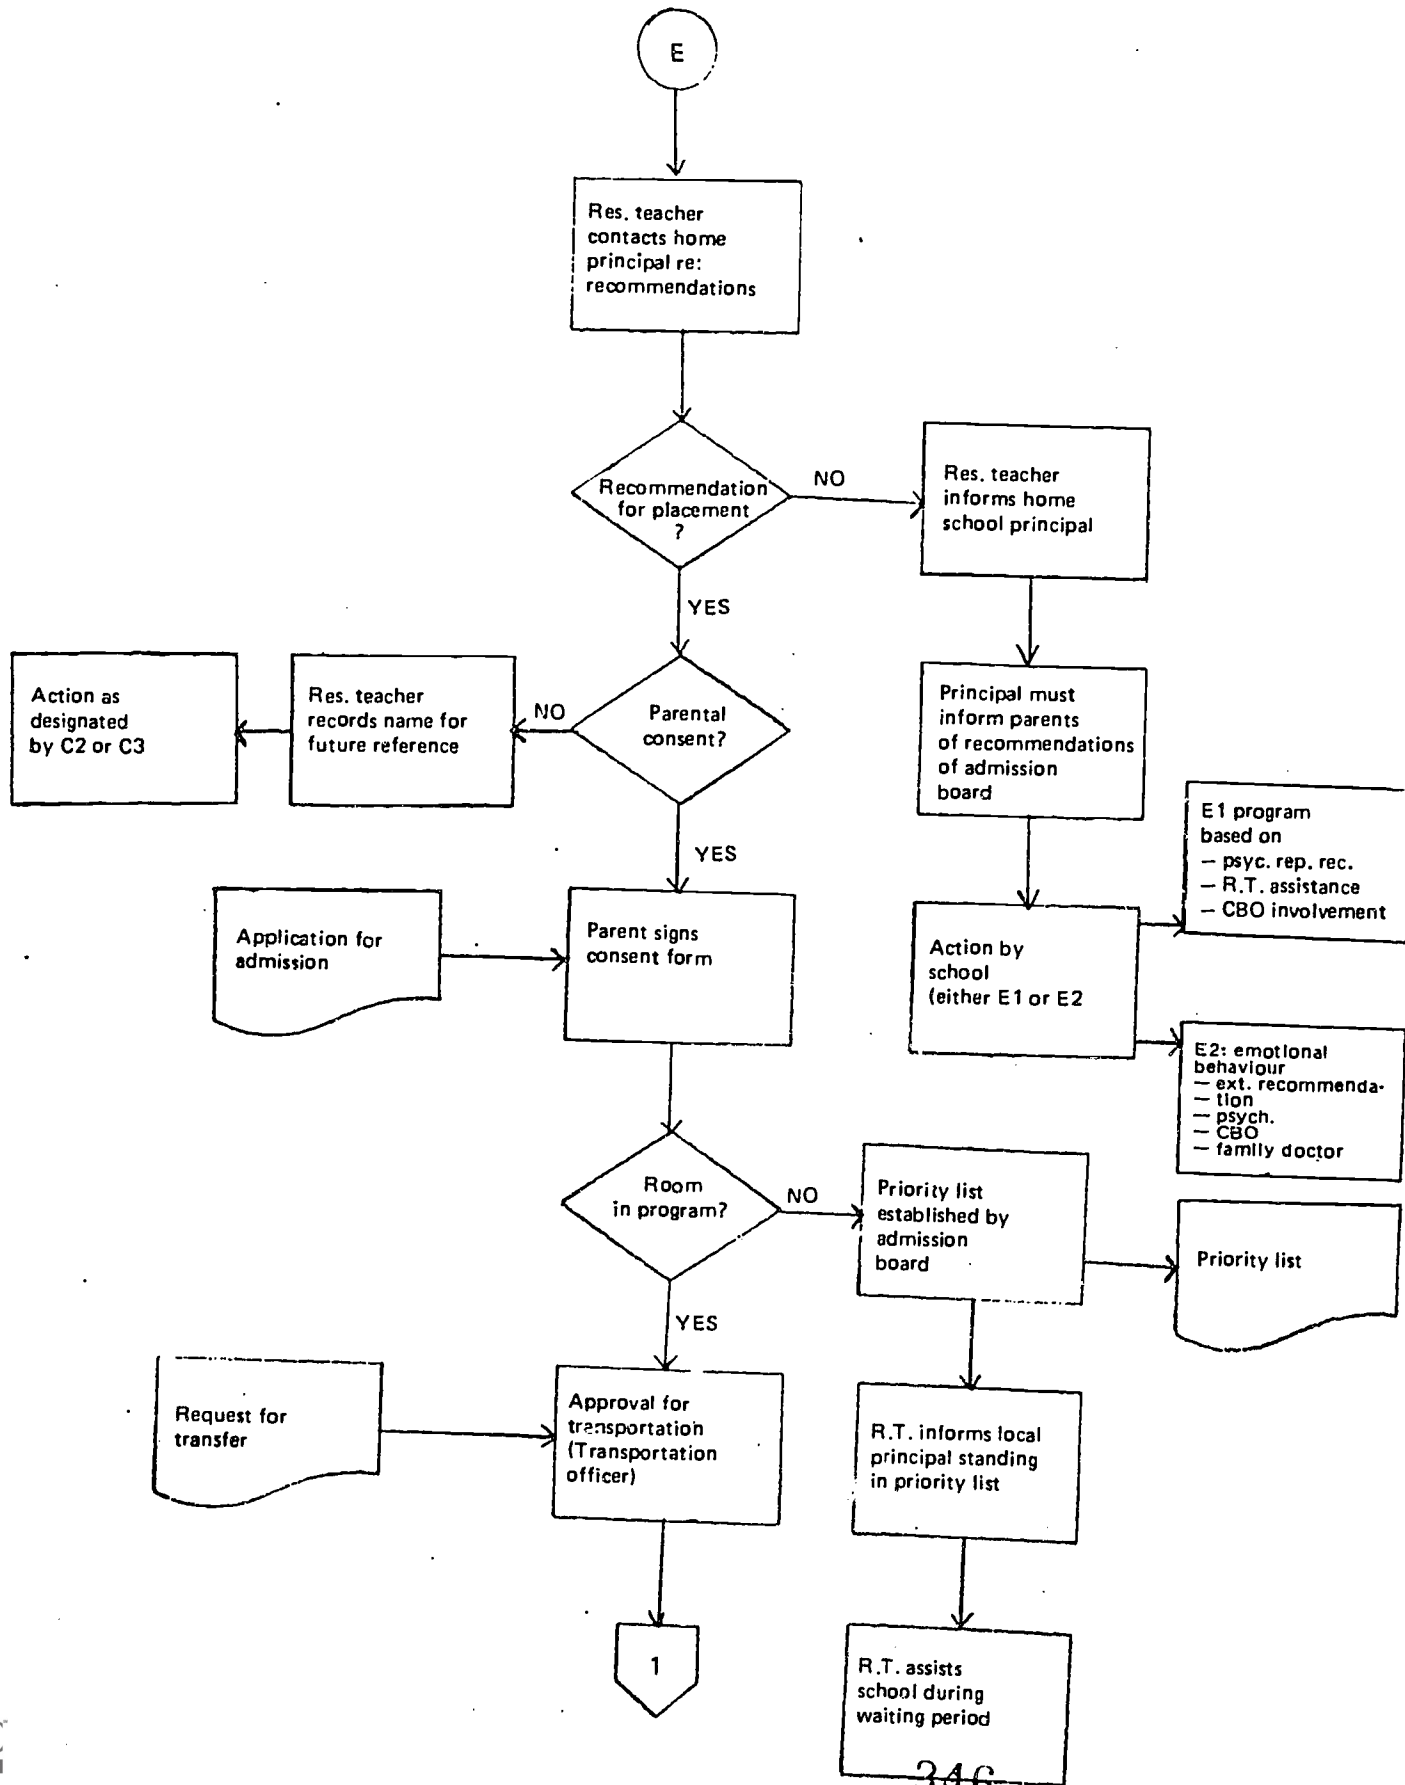 E
Res. teacher
contacts home
principal re:
recommendations
Recommendation
for placement
?
NO
Res. teacher
informs home
school principal
YES
Action as
designated
by C2 or C3
Res. teacher
records name for
future reference
NO
Parental
consent?
Principal must
inform parents
of recommendations
of admission
board
YES
E1 program
based on
— psyc. rep. rec.
— R.T. assistance
— CBO involvement
Application for
admission
Parent signs
consent form
Action by
school
(either E1 or E2
E2: emotional
behaviour
— ext. recommenda-
— tion
— psych.
— CBO
— family doctor
Room
in program?
NO
Priority list
established by
admission
board
Priority list
YES
Request for
transfer
Approval for
transportation
(Transportation
officer)
R.T. informs local
principal standing
in priority list
1
R.T. assists
school during
waiting period